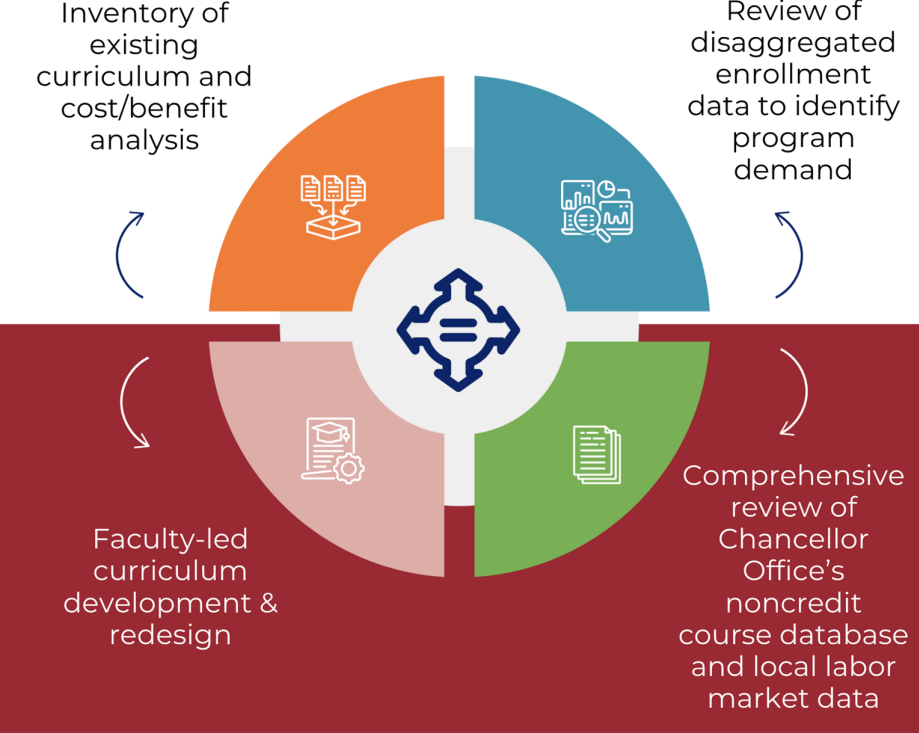 Inventory of
existing
curriculum and
cost/benefit
analysis
Review of
disaggregated
enrollment
data to identify
program
demand
Faculty-led
curriculum
development &
redesign
Comprehensive
review of
Chancellor
Office’s
noncredit
course database
and local labor
market data